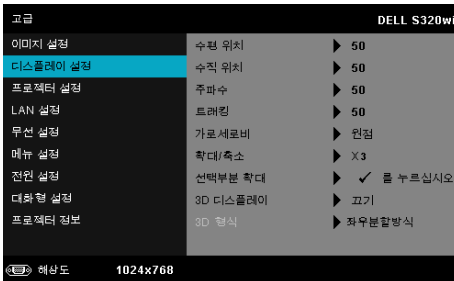 고급 DELL S320wi
이미지 설정
디스플레이 설정
프로젝터 설정
LAN 설정
무선 설정
메뉴 설정
전원 설정
대화형 설정
프로젝터 정보
수평 위치 50
수직 위치 50
주파수 50
트래킹 50
가로세로비 원점
확대/축소 X3
선택부분 확대 ✓ 를 누르십시오
3D 디스플레이 끄기
3D 형식 좌우분할방식
해상도 1024x768